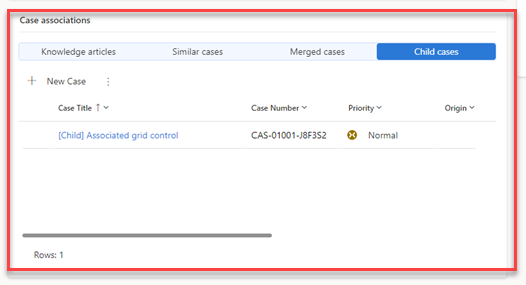 Case associations
Knowledge articles Similar cases Merged cases Child cases
New Case
Case Title Case Number Priority Origin
[Child] Associated grid control CAS-01001-J8F3S2 Normal
Rows: 1